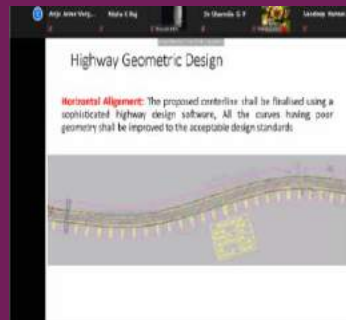 Highway Geometric Design
Horizontal Alignment: The proposed centerline shall be finalised using a
sophisticated highway design software, All the curves having poor
geometry shall be improved to the acceptable design standards